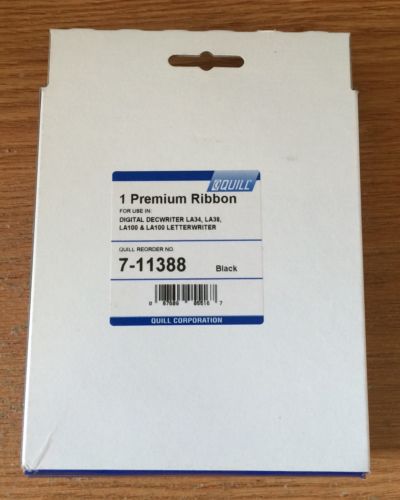 QUILL
1 Premium Ribbon
FOR USE IN:
DIGITAL DECWRITER LA34, LA38,
LA100 & LA100 LETTERWRITER
QUILL REORDER NO.
7-11388 Black
QUILL CORPORATION